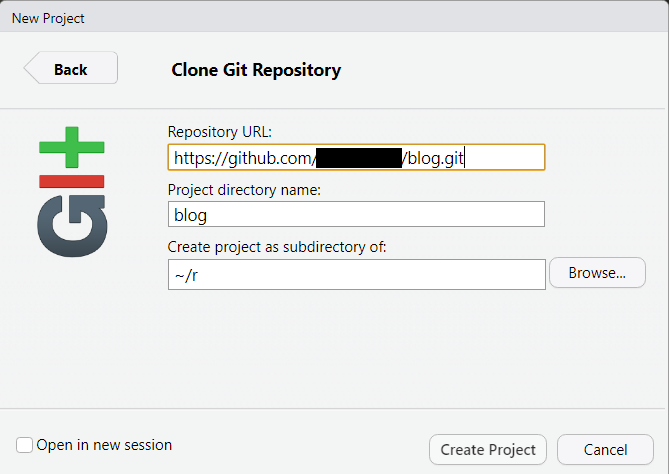 New Project
Back
Clone Git Repository
Repository URL:
https://github.com/ /blog.git
Project directory name:
blog
Create project as subdirectory of:
~/r
Browse...
Open in new session
Create Project
Cancel
GIT